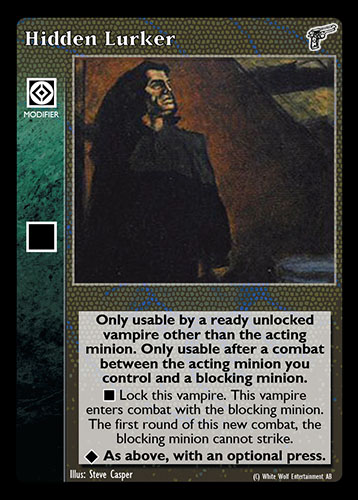 Hidden Lurker
MODIFIER
Only usable by a ready unlocked
vampire other than the acting
minion. Only usable after a combat
between the acting minion you
control and a blocking minion.
Lock this vampire. This vampire
enters combat with the blocking minion.
The first round of this new combat, the
blocking minion cannot strike.
As above, with an optional press.
Illus: Steve Casper (C) White Wolf Entertainment AB